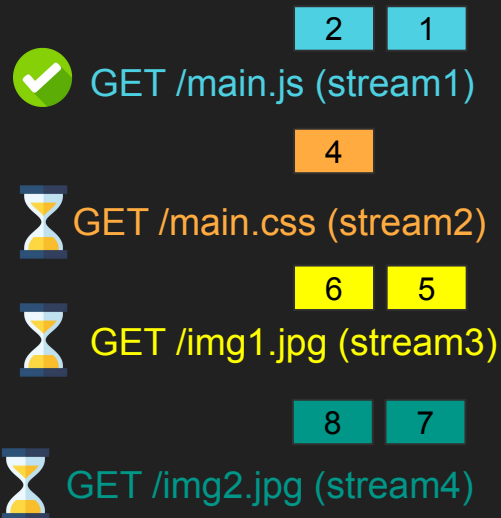 2 1
GET /main.js (stream1)
4
GET /main.css (stream2)
6 5
GET /img1.jpg (stream3)
8 7
GET /img2.jpg (stream4)